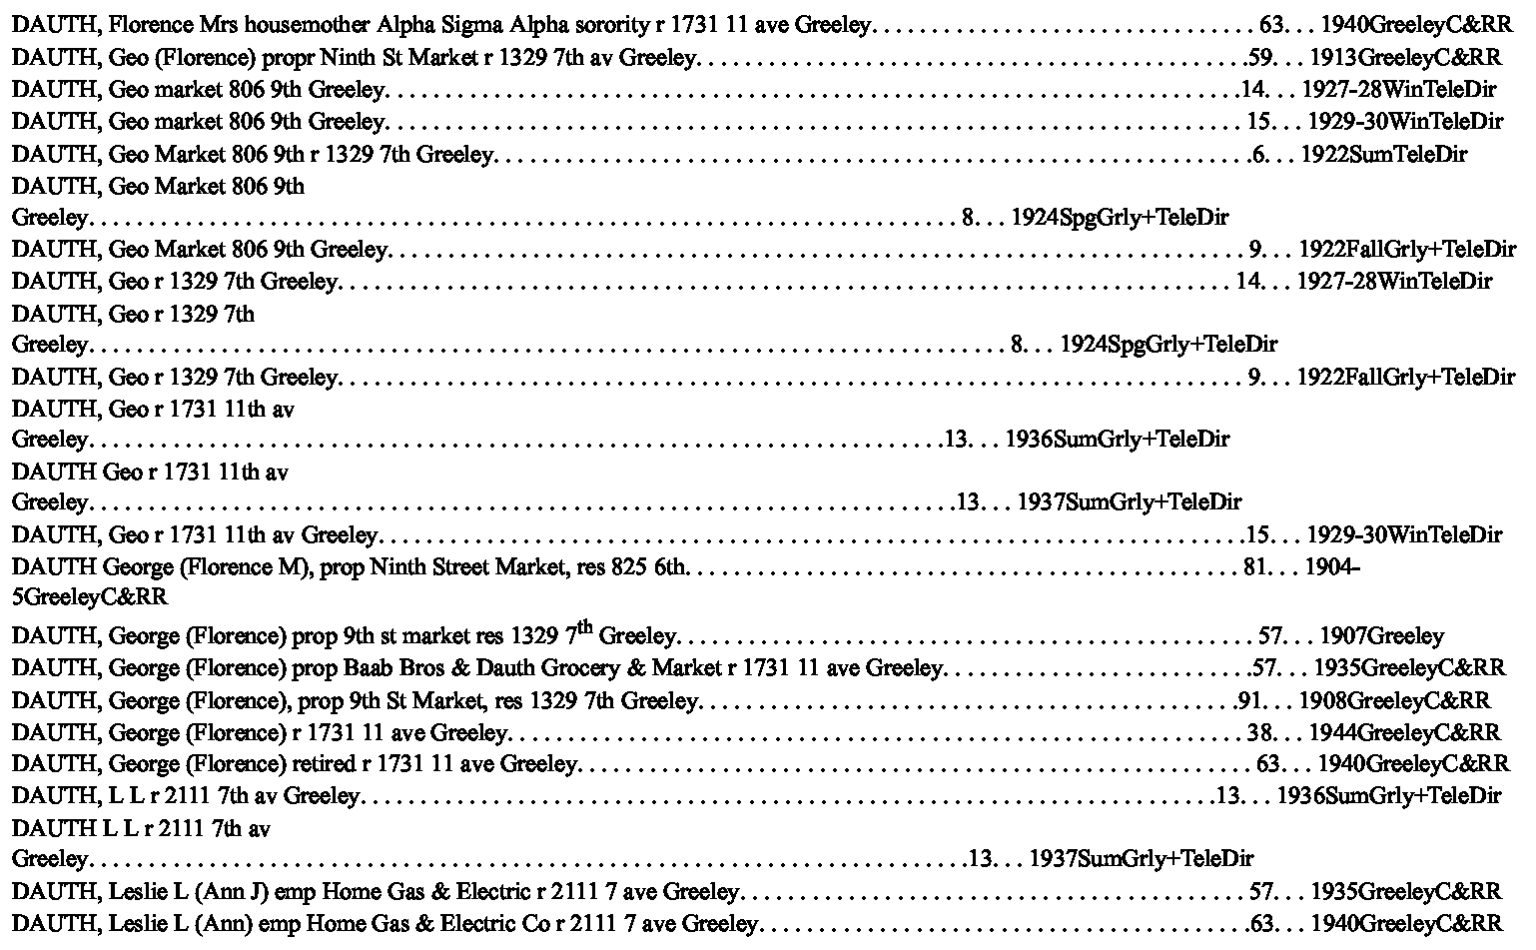 DAUTH, Florence Mrs housemother Alpha Sigma Alpha sorority r 1731 11 ave Greeley. . . . . . . . . . . . . . . . . . . . . . . . . . . . . . . . .63. . . 1940GreeleyC&RR
DAUTH, Geo (Florence) propr Ninth St Market r 1329 7th av Greeley. . . . . . . . . . . . . . . . . . . . . . . . . . . . . . . . . . . . . . . . . . . . . . .59. . . 1913GreeleyC&RR
DAUTH, Geo market 806 9th Greeley. . . . . . . . . . . . . . . . . . . . . . . . . . . . . . . . . . . . . . . . . . . . . . . . . . . . . . . . . . . . . . . . . . . . . . . .14. . . 1927-28WinTeleDir
DAUTH, Geo market 806 9th Greeley. . . . . . . . . . . . . . . . . . . . . . . . . . . . . . . . . . . . . . . . . . . . . . . . . . . . . . . . . . . . . . . . . . . . . . . . 15. . . 1929-30WinTeleDir
DAUTH, Geo Market 806 9th r 1329 7th Greeley. . . . . . . . . . . . . . . . . . . . . . . . . . . . . . . . . . . . . . . . . . . . . . . . . . . . . . . . . . . . . . . .6. . . 1922SumTeleDir
DAUTH, Geo Market 806 9th
Greeley. . . . . . . . . . . . . . . . . . . . . . . . . . . . . . . . . . . . . . . . . . . . . . . . . . . . . . . . . . . . . . . . . . . . . . . . . 8. . . 1924SpgGrly+TeleDir
DAUTH, Geo Market 806 9th Greeley. . . . . . . . . . . . . . . . . . . . . . . . . . . . . . . . . . . . . . . . . . . . . . . . . . . . . . . . . . . . . . . . . . . . . . . . 9. . . 1922FallGrly+TeleDir
DAUTH, Geo r 1329 7th Greeley. . . . . . . . . . . . . . . . . . . . . . . . . . . . . . . . . . . . . . . . . . . . . . . . . . . . . . . . . . . . . . . . . . . . . . . . . . . 14. . . 1927-28WinTeleDir
DAUTH, Geo r 1329 7th
Greeley. . . . . . . . . . . . . . . . . . . . . . . . . . . . . . . . . . . . . . . . . . . . . . . . . . . . . . . . . . . . . . . . . . . . . . . . . . . . . 8. . . 1924SpgGrly+TeleDir
DAUTH, Geo r 1329 7th Greeley. . . . . . . . . . . . . . . . . . . . . . . . . . . . . . . . . . . . . . . . . . . . . . . . . . . . . . . . . . . . . . . . . . . . . . . . . . . . 9. . . 1922FallGrly+TeleDir
DAUTH, Geo r 1731 11th av
Greeley. . . . . . . . . . . . . . . . . . . . . . . . . . . . . . . . . . . . . . . . . . . . . . . . . . . . . . . . . . . . . . . . . . . . . . . .13. . . 1936SumGrly+TeleDir
DAUTH Geo r 1731 11th av
Greeley. . . . . . . . . . . . . . . . . . . . . . . . . . . . . . . . . . . . . . . . . . . . . . . . . . . . . . . . . . . . . . . . . . . . . . . . .13. . . 1937SumGrly+TeleDir
DAUTH, Geo r 1731 11th av Greeley. . . . . . . . . . . . . . . . . . . . . . . . . . . . . . . . . . . . . . . . . . . . . . . . . . . . . . . . . . . . . . . . . . . . . . . . .15. . . 1929-30WinTeleDir
DAUTH George (Florence M), prop Ninth Street Market, res 825 6th. . . . . . . . . . . . . . . . . . . . . . . . . . . . . . . . . . . . . . . . . . . . . . . 81. . . 1904-
5GreeleyC&RR
DAUTH, George (Florence) prop 9th st market res 1329 7th Greeley. . . . . . . . . . . . . . . . . . . . . . . . . . . . . . . . . . . . . . . . . . . . . . . . . 57. . . 1907Greeley
DAUTH, George (Florence) prop Baab Bros & Dauth Grocery & Market r 1731 11 ave Greeley. . . . . . . . . . . . . . . . . . . . . . . . . .57. . . 1935GreeleyC&RR
DAUTH, George (Florence), prop 9th St Market, res 1329 7th Greeley. . . . . . . . . . . . . . . . . . . . . . . . . . . . . . . . . . . . . . . . . . . . . .91. . . 1908GreeleyC&RR
DAUTH, George (Florence) r 1731 11 ave Greeley. . . . . . . . . . . . . . . . . . . . . . . . . . . . . . . . . . . . . . . . . . . . . . . . . . . . . . . . . . . . . . 38. . . 1944GreeleyC&RR
DAUTH, George (Florence) retired r 1731 11 ave Greeley. . . . . . . . . . . . . . . . . . . . . . . . . . . . . . . . . . . . . . . . . . . . . . . . . . . . . . . . . 63. . . 1940GreeleyC&RR
DAUTH, L L r 2111 7th av Greeley. . . . . . . . . . . . . . . . . . . . . . . . . . . . . . . . . . . . . . . . . . . . . . . . . . . . . . . . . . . . . . . . . . . . . . . .13. . . 1936SumGrly+TeleDir
DAUTH L L r 2111 7th av
Greeley. . . . . . . . . . . . . . . . . . . . . . . . . . . . . . . . . . . . . . . . . . . . . . . . . . . . . . . . . . . . . . . . . . . . . . . . . .13. . . 1937SumGrly+TeleDir
DAUTH, Leslie L (Ann J) emp Home Gas & Electric r 2111 7 ave Greeley. . . . . . . . . . . . . . . . . . . . . . . . . . . . . . . . . . . . . . . . . . . 57. . . 1935GreeleyC&RR
DAUTH, Leslie L (Ann) emp Home Gas & Electric Co r 2111 7 ave Greeley. . . . . . . . . . . . . . . . . . . . . . . . . . . . . . . . . . . . . . . . . .63. . . 1940GreeleyC&RR